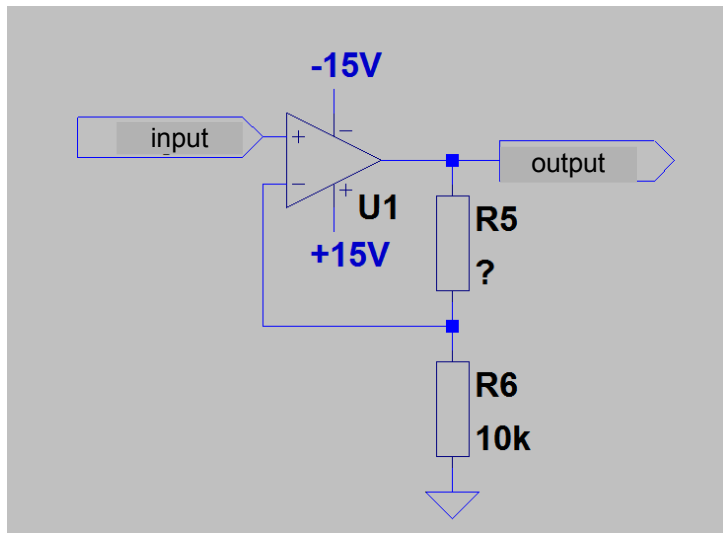 -15V
input
+
−
−
+
U1
+15V
output
R5
?
R6
10k